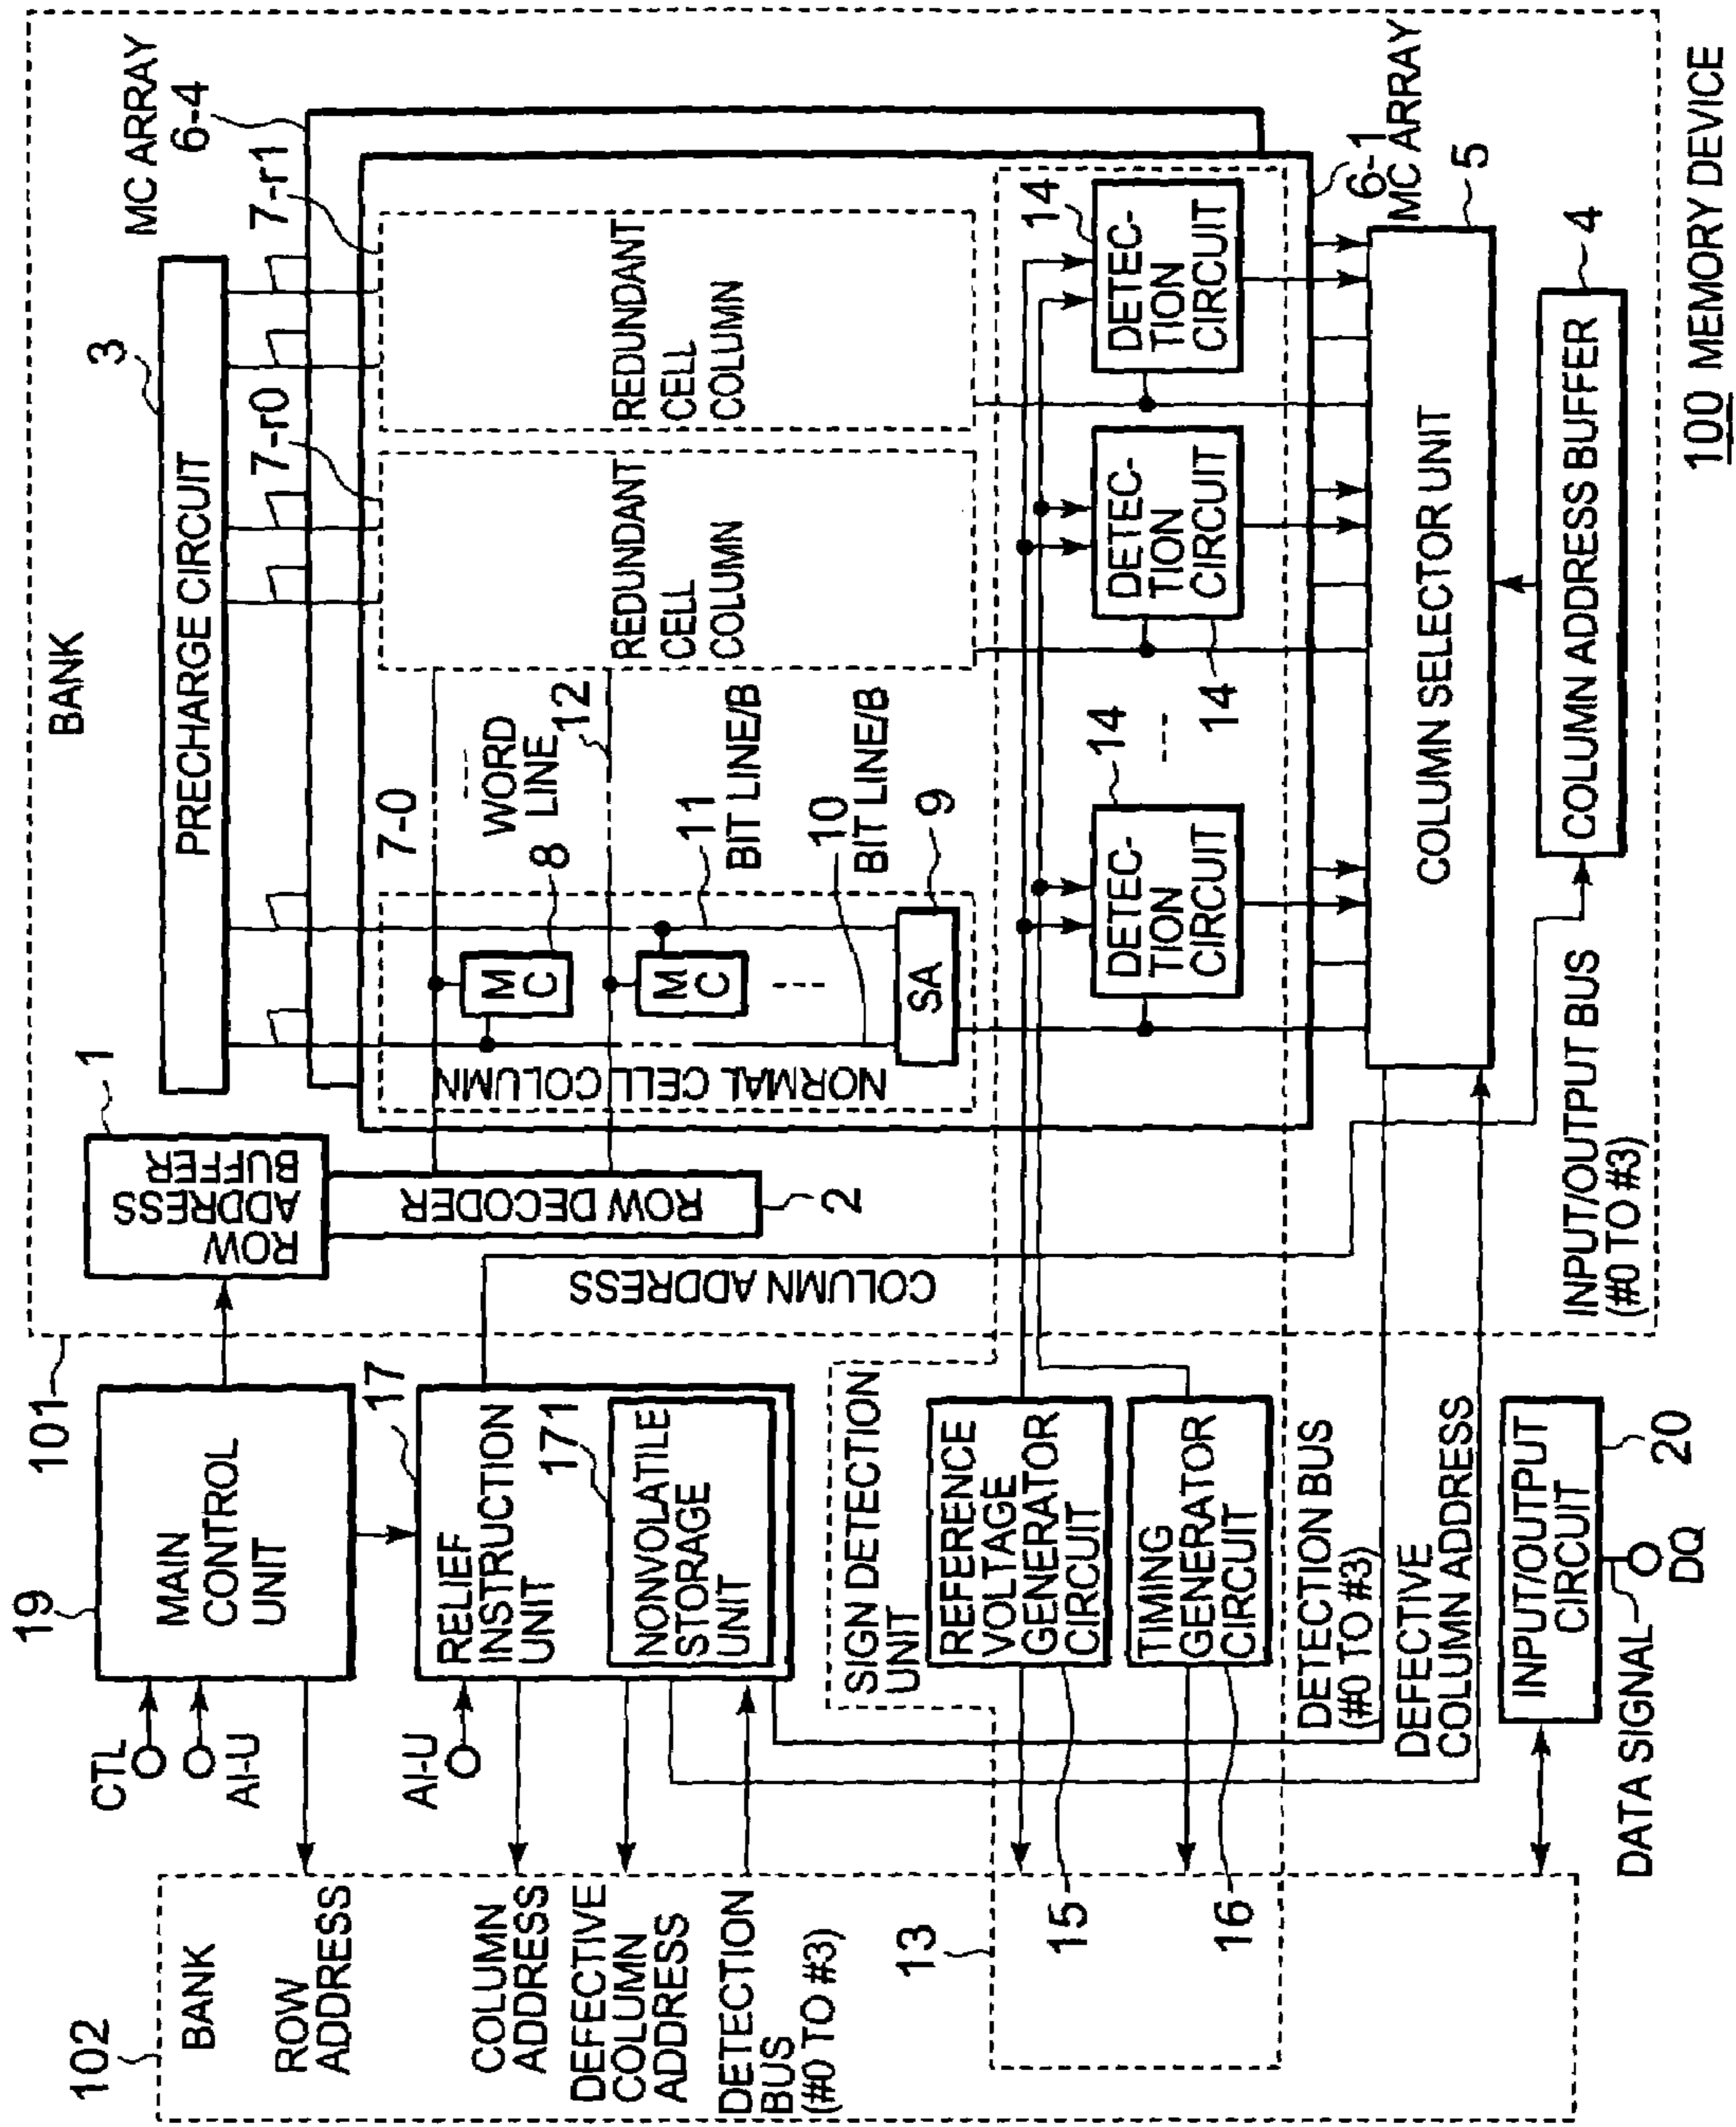 102
BANK
ROW
ADDRESS
COLUMN
ADDRESS
DEFECTIVE
COLUMN
ADDRESS
DETECTION
BUS
(#0 TO #3)
13
15
16
CTL
AI-U
AI-U
19
MAIN
CONTROL
UNIT
17
RELIEF
INSTRUCTION
UNIT
171
NONVOLATILE
STORAGE
UNIT
SIGN DETECTION
UNIT
REFERENCE
VOLTAGE
GENERATOR
CIRCUIT
TIMING
GENERATOR
CIRCUIT
DETECTION BUS
(#0 TO #3)
DEFECTIVE
COLUMN ADDRESS
INPUT/OUTPUT
CIRCUIT
20
DATA SIGNAL
DQ
101
BANK
1
ROW
ADDRESS
BUFFER
ROW DECODER
2
COLUMN ADDRESS
INPUT/OUTPUT BUS
(#0 TO #3)
PRECHARGE CIRCUIT
3
MC ARRAY
6-4
7-r0
7-r1
7-0
NORMAL CELL COLUMN
WORD
LINE
12
MC
8
MC
11
BIT LINE/B
10
BIT LINE/B
SA
9
REDUNDANT
CELL
COLUMN
REDUNDANT
CELL
COLUMN
14
DETEC-
TION
CIRCUIT
14
DETEC-
TION
CIRCUIT
14
DETEC-
TION
CIRCUIT
6-1
MC ARRAY
COLUMN SELECTOR UNIT
5
COLUMN ADDRESS BUFFER
4
100 MEMORY DEVICE